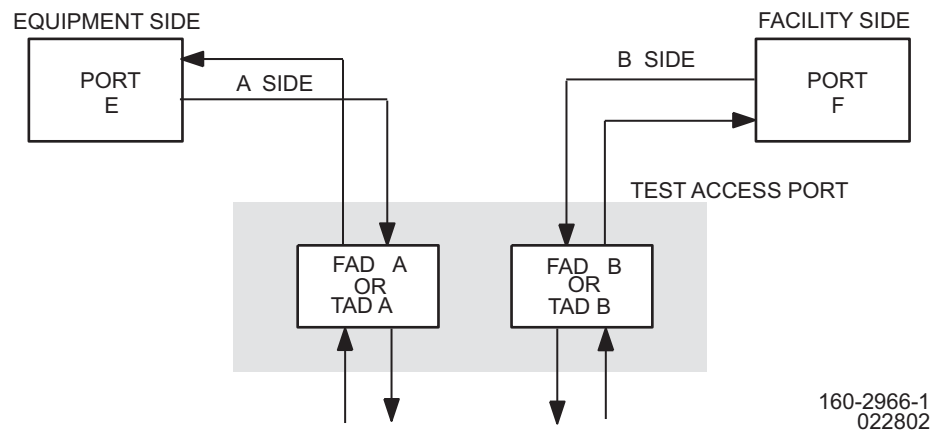 EQUIPMENT SIDE
FACILITY SIDE
PORT
E
A SIDE
B SIDE
PORT
F
TEST ACCESS PORT
FAD A
OR
TAD A
FAD B
OR
TAD B
160-2966-1
022802